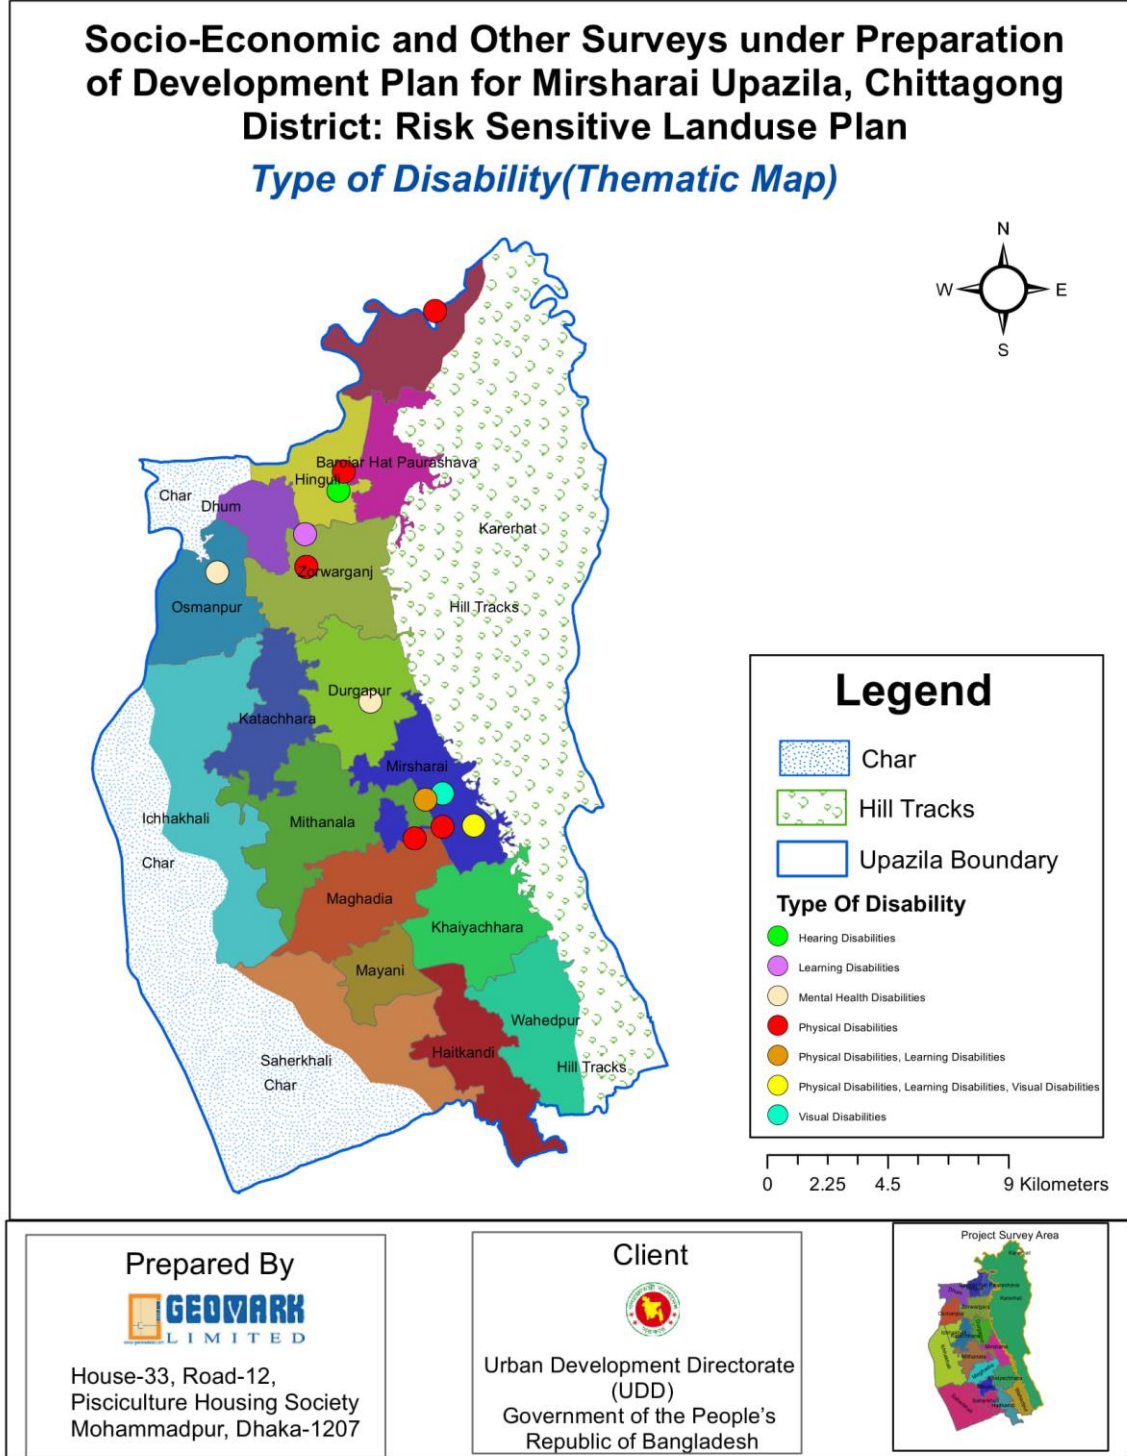 Socio-Economic and Other Surveys under Preparation
of Development Plan for Mirsharai Upazila, Chittagong
District: Risk Sensitive Landuse Plan
Type of Disability(Thematic Map)
N
W
E
S
Baroiar Hat Paurashava
Hinguli
Char
Dhum
Karerhat
Zorwarganj
Osmanpur
Hill Tracks
Durgapur
Katachhara
Mirsharai
Ichhakhali
Mithanala
Char
Maghadia
Khaiyachhara
Mayani
Wahedpur
Haitkandi
Saherkhali
Hill Tracks
Char
Legend
Char
Hill Tracks
Upazila Boundary
Type Of Disability
Hearing Disabilities
Learning Disabilities
Mental Health Disabilities
Physical Disabilities
Physical Disabilities, Learning Disabilities
Physical Disabilities, Learning Disabilities, Visual Disabilities
Visual Disabilities
0 2.25 4.5 9 Kilometers
Prepared By
GEOMARK
LIMITED
House-33, Road-12,
Pisciculture Housing Society
Mohammadpur, Dhaka-1207
Client
Urban Development Directorate
(UDD)
Government of the People's
Republic of Bangladesh
Project Survey Area
Karerhat